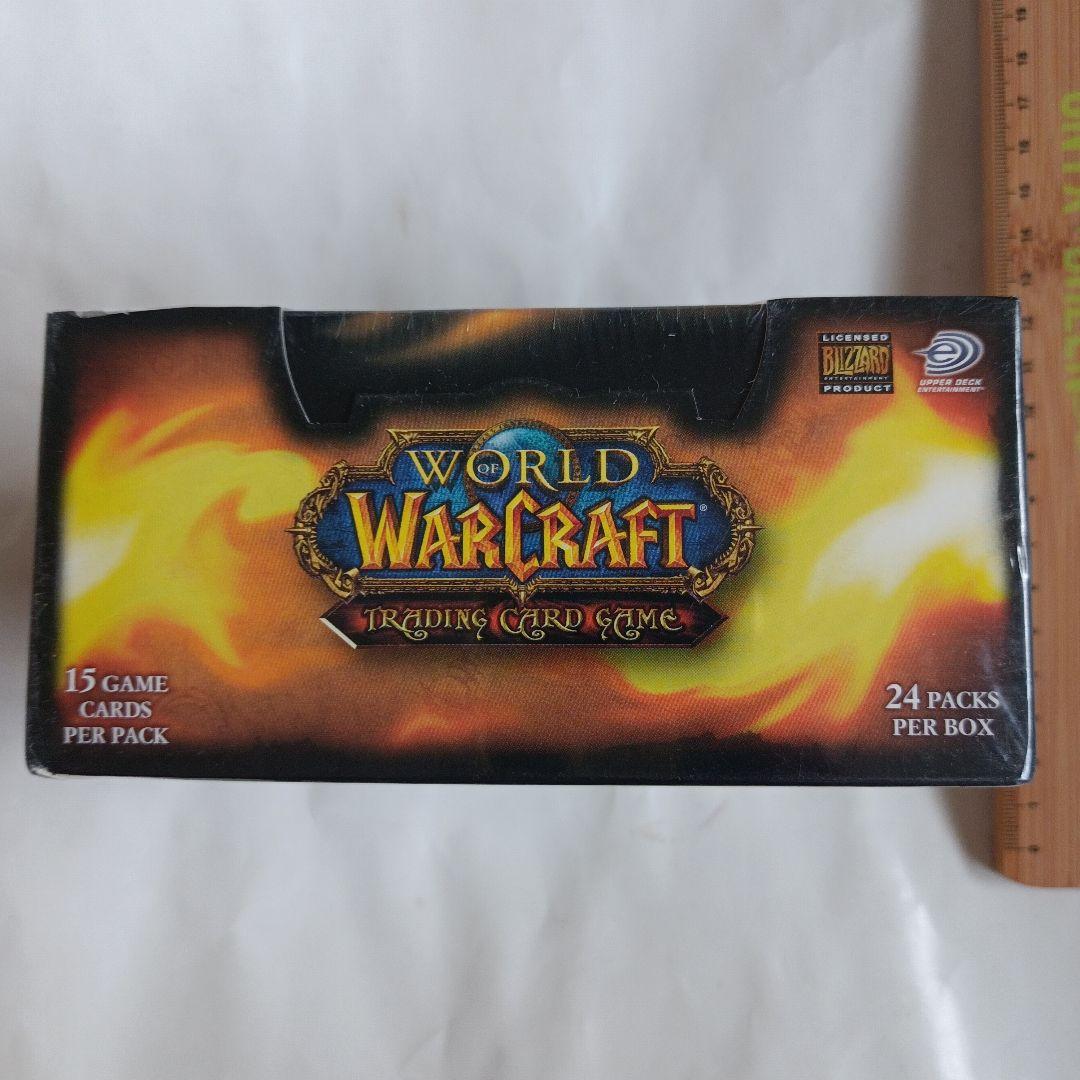 LICENSED
BLIZZARD
ENTERTAINMENT
PRODUCT
UPPER DECK
ENTERTAINMENT
WORLD
OF
WARCRAFT®
TRADING CARD GAME
15 GAME
CARDS
PER PACK
24 PACKS
PER BOX
17